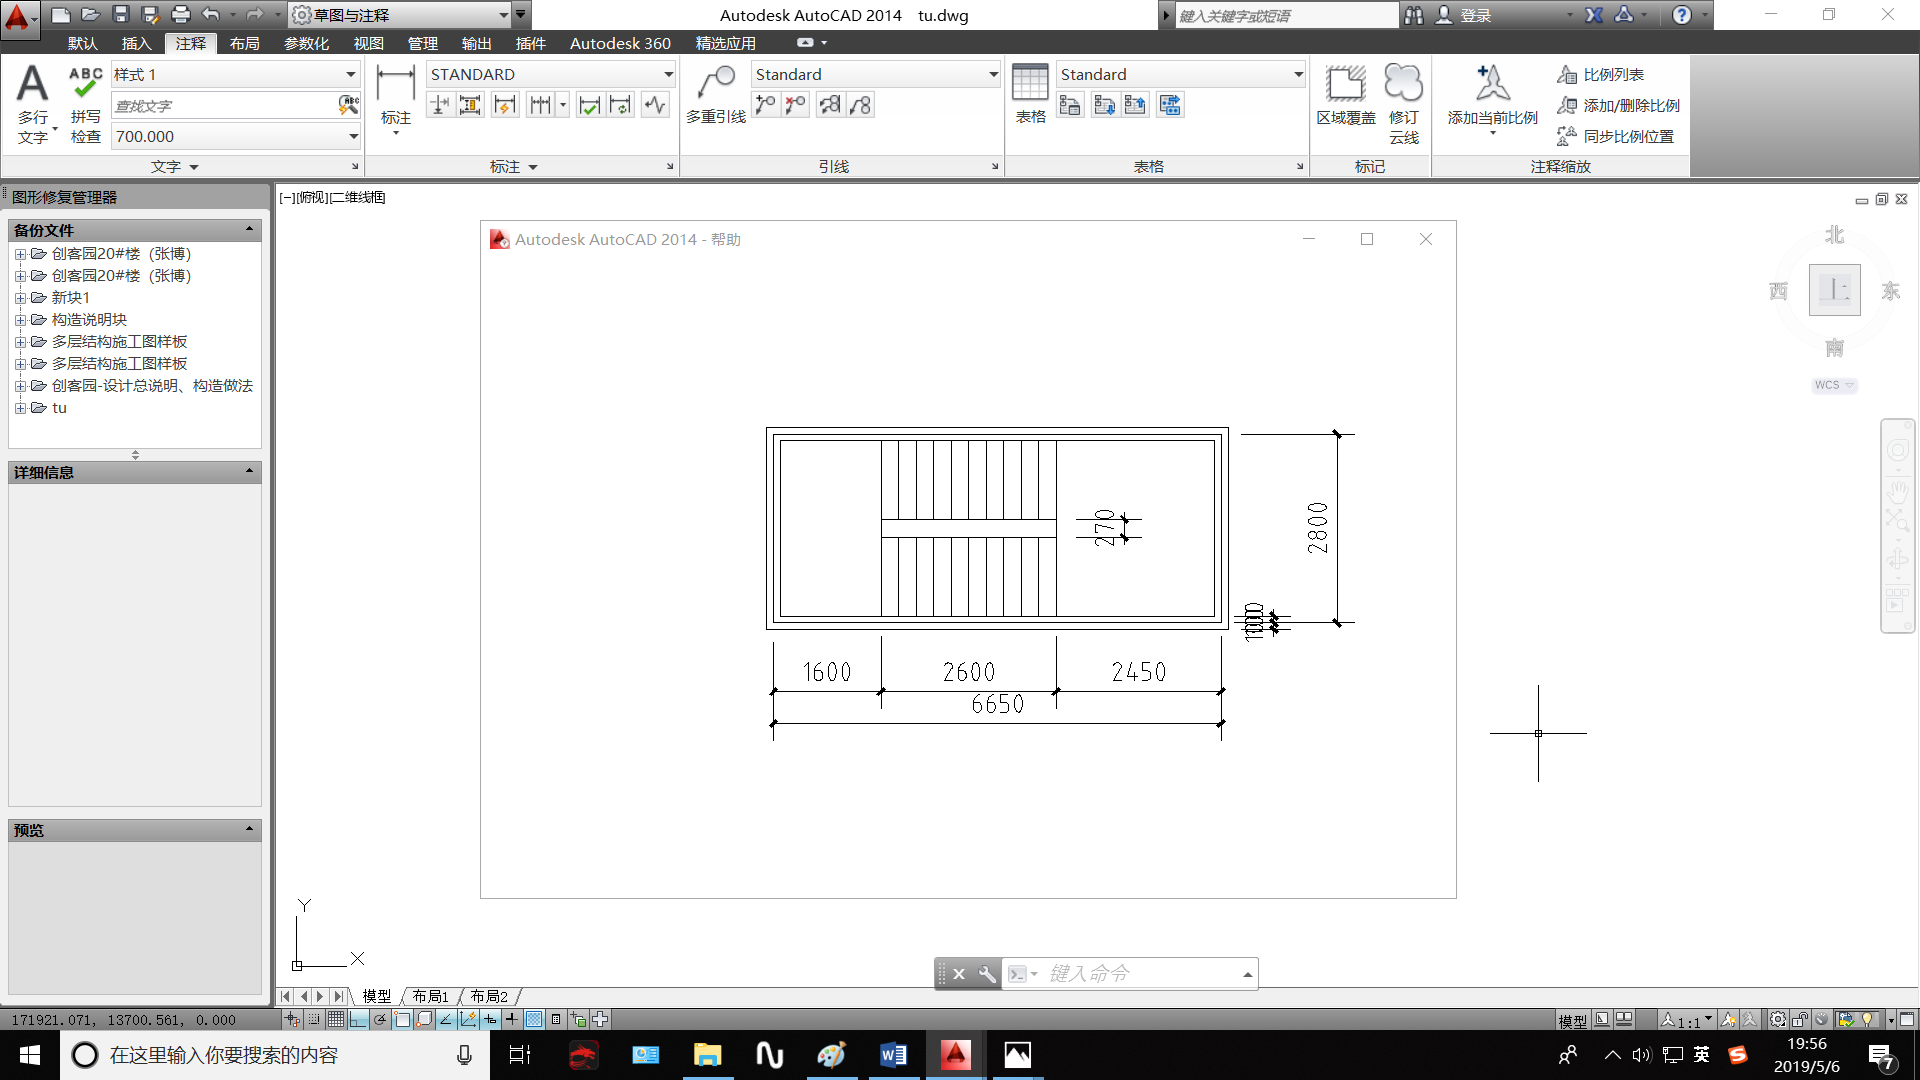 草图与注释
Autodesk AutoCAD 2014 tu.dwg
键入关键字或短语
登录
默认 插入 注释 布局 参数化 视图 管理 输出 插件 Autodesk 360 精选应用
多行
文字
ABC
拼写
检查
样式 1
查找文字
700.000
文字
标注
STANDARD
标注
多重引线
Standard
引线
表格
Standard
表格
区域覆盖
修订
云线
标记
添加当前比例
比例列表
添加/删除比例
同步比例位置
注释缩放
图形修复管理器
备份文件
创客园20#楼（张博）
创客园20#楼（张博）
新块1
构造说明块
多层结构施工图样板
多层结构施工图样板
创客园-设计总说明、构造做法
tu
详细信息
预览
[−][俯视][二维线框]
Autodesk AutoCAD 2014 - 帮助
北
西
上
东
南
WCS
270
2800
1600
2600
2450
6650
Y
X
键入命令
模型 布局1 布局2
171921.071, 13700.561, 0.000
模型
1:1
在这里输入你要搜索的内容
英
19:56
2019/5/6
7